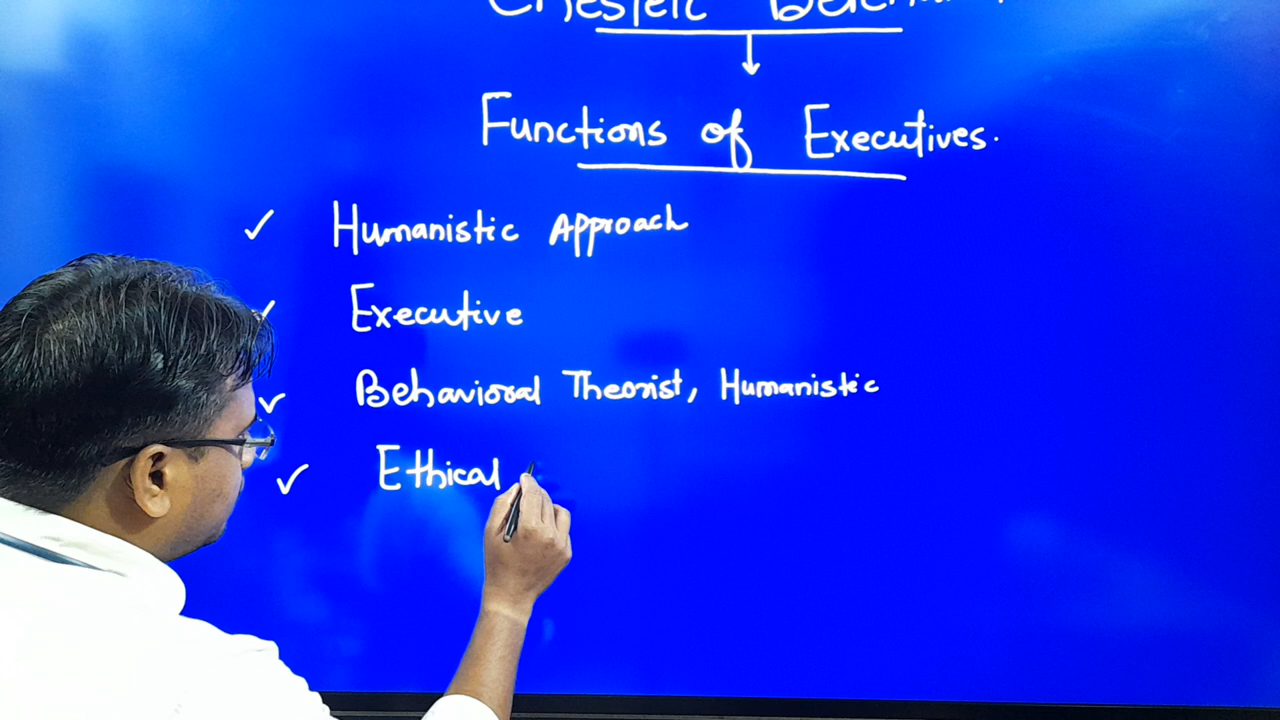 Functions of Executives.
✓ Humanistic Approach
✓ Executive
✓ Behavioral Theorist, Humanistic
✓ Ethical